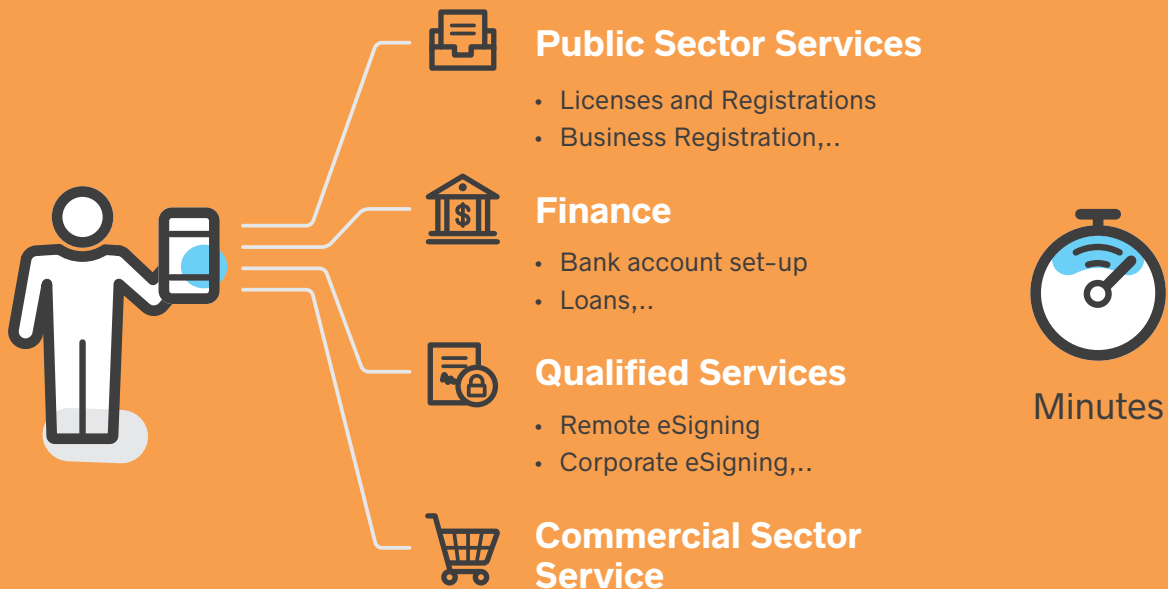 Public Sector Services
• Licenses and Registrations
• Business Registration,..
Finance
$
• Bank account set-up
• Loans,..
Qualified Services
• Remote eSigning
• Corporate eSigning,..
Minutes
Commercial Sector
Service